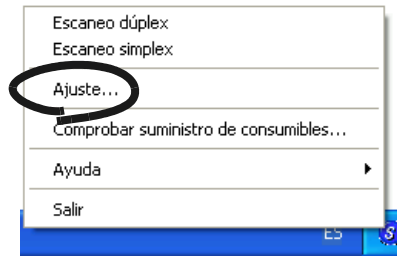 Escaneo dúplex
Escaneo simplex
Ajuste...
Comprobar suministro de consumibles...
Ayuda
Salir
ES
S